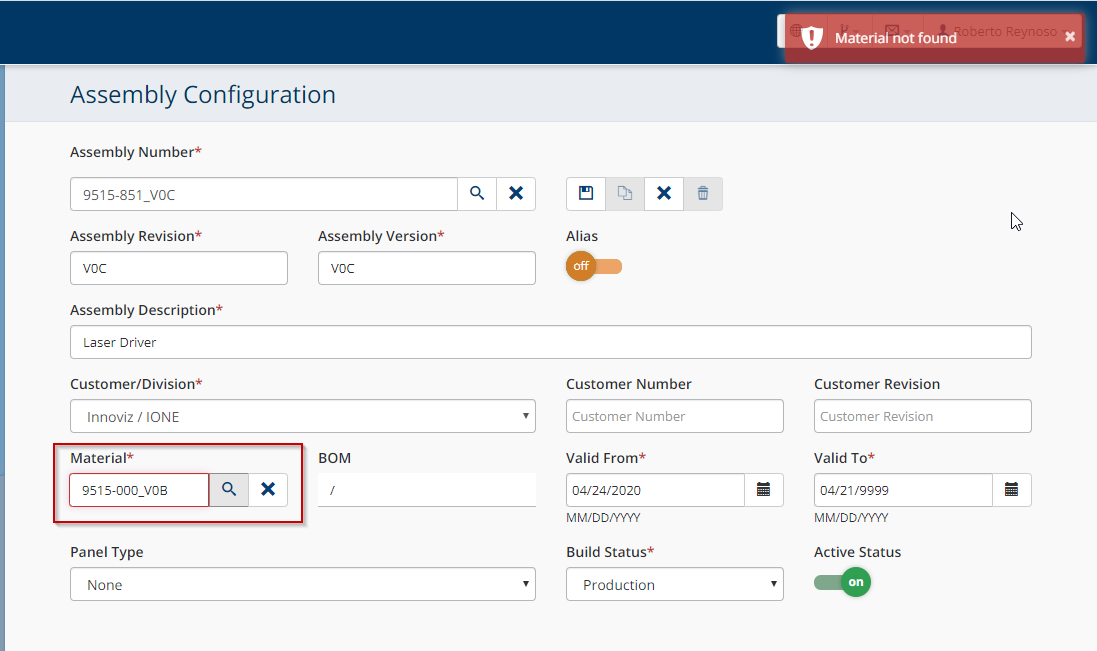 Roberto Reynoso
Material not found
Assembly Configuration
Assembly Number*
9515-851_V0C
Assembly Revision* Assembly Version* Alias
V0C V0C off
Assembly Description*
Laser Driver
Customer/Division* Customer Number Customer Revision
Innoviz / IONE Customer Number Customer Revision
Material* BOM Valid From* Valid To*
9515-000_V0B / 04/24/2020 04/21/9999
MM/DD/YYYY MM/DD/YYYY
Panel Type Build Status* Active Status
None Production on